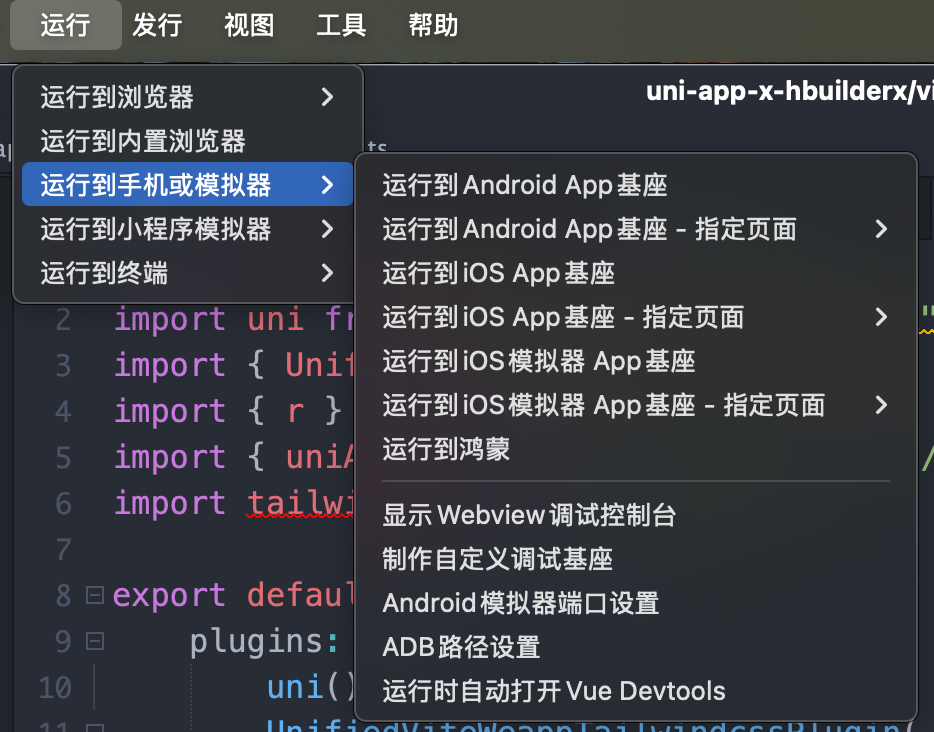 运行 发行 视图 工具 帮助
uni-app-x-hbuilderx/vi
运行到浏览器
运行到内置浏览器
运行到手机或模拟器
运行到小程序模拟器
运行到终端
ts
运行到Android App基座
运行到Android App基座 - 指定页面
运行到iOS App基座
运行到iOS App基座 - 指定页面
运行到iOS模拟器 App基座
运行到iOS模拟器 App基座 - 指定页面
运行到鸿蒙
显示Webview调试控制台
制作自定义调试基座
Android模拟器端口设置
ADB路径设置
运行时自动打开Vue Devtools
2 import uni fr "
3 import { Unif
4 import { r }
5 import { uniA /
6 import tailwi
7
8 export defaul
9 plugins:
10 uni()
11 UnifiedViteWeappTailwindcssPlugin(